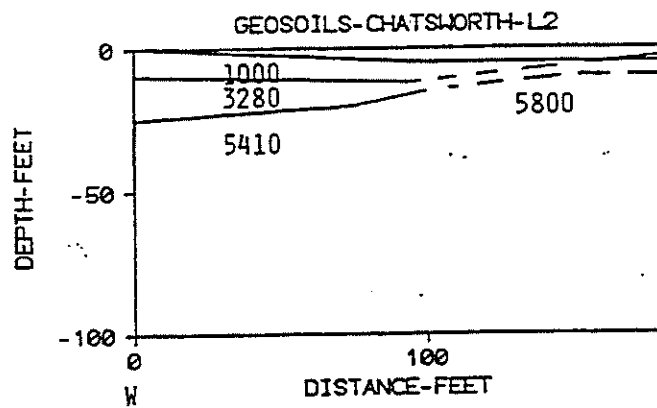 GEOSOILS-CHATSWORTH-L2
0
1000
3280
5800
5410
-50
DEPTH-FEET
-100
0
100
W
DISTANCE-FEET